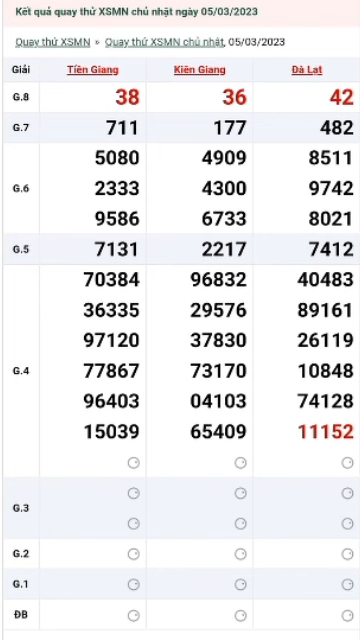 Kết quả quay thử XSMN chủ nhật ngày 05/03/2023
Quay thử XSMN » Quay thử XSMN chủ nhật, 05/03/2023
Giải Tiền Giang Kiên Giang Đà Lạt
G.8 38 36 42
G.7 711 177 482
5080 4909 8511
G.6 2333 4300 9742
9586 6733 8021
G.5 7131 2217 7412
70384 96832 40483
36335 29576 89161
97120 37830 26119
G.4 77867 73170 10848
96403 04103 74128
15039 65409 11152
G.3
G.2
G.1
ĐB